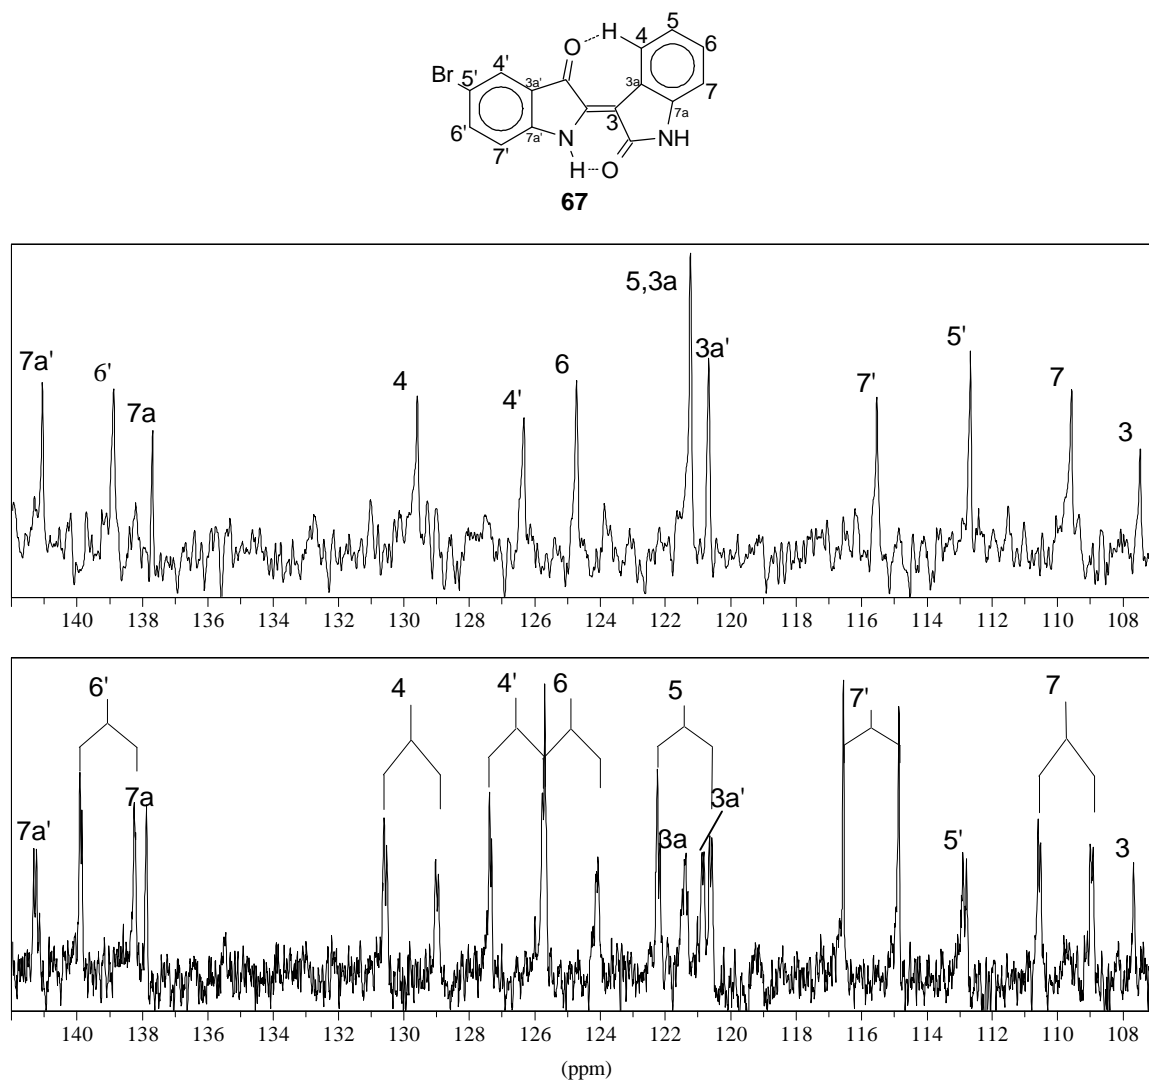 O H 4 5 6
Br 5' 4' 3a' 3a 7
6' 7a' N 3 7a NH
7' H O
67
5,3a
7a' 6' 7a 4 4' 6 3a' 7' 5' 7 3
140 138 136 134 132 130 128 126 124 122 120 118 116 114 112 110 108
6' 4 4' 6 5 7' 7
7a' 7a 3a 3a' 5' 3
140 138 136 134 132 130 128 126 124 122 120 118 116 114 112 110 108
(ppm)